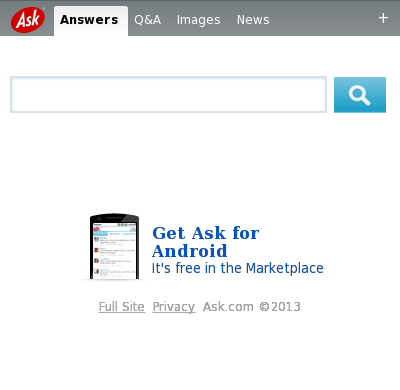 Ask Answers Q&A Images News +
Get Ask for
Android
It's free in the Marketplace
Full Site Privacy Ask.com ©2013